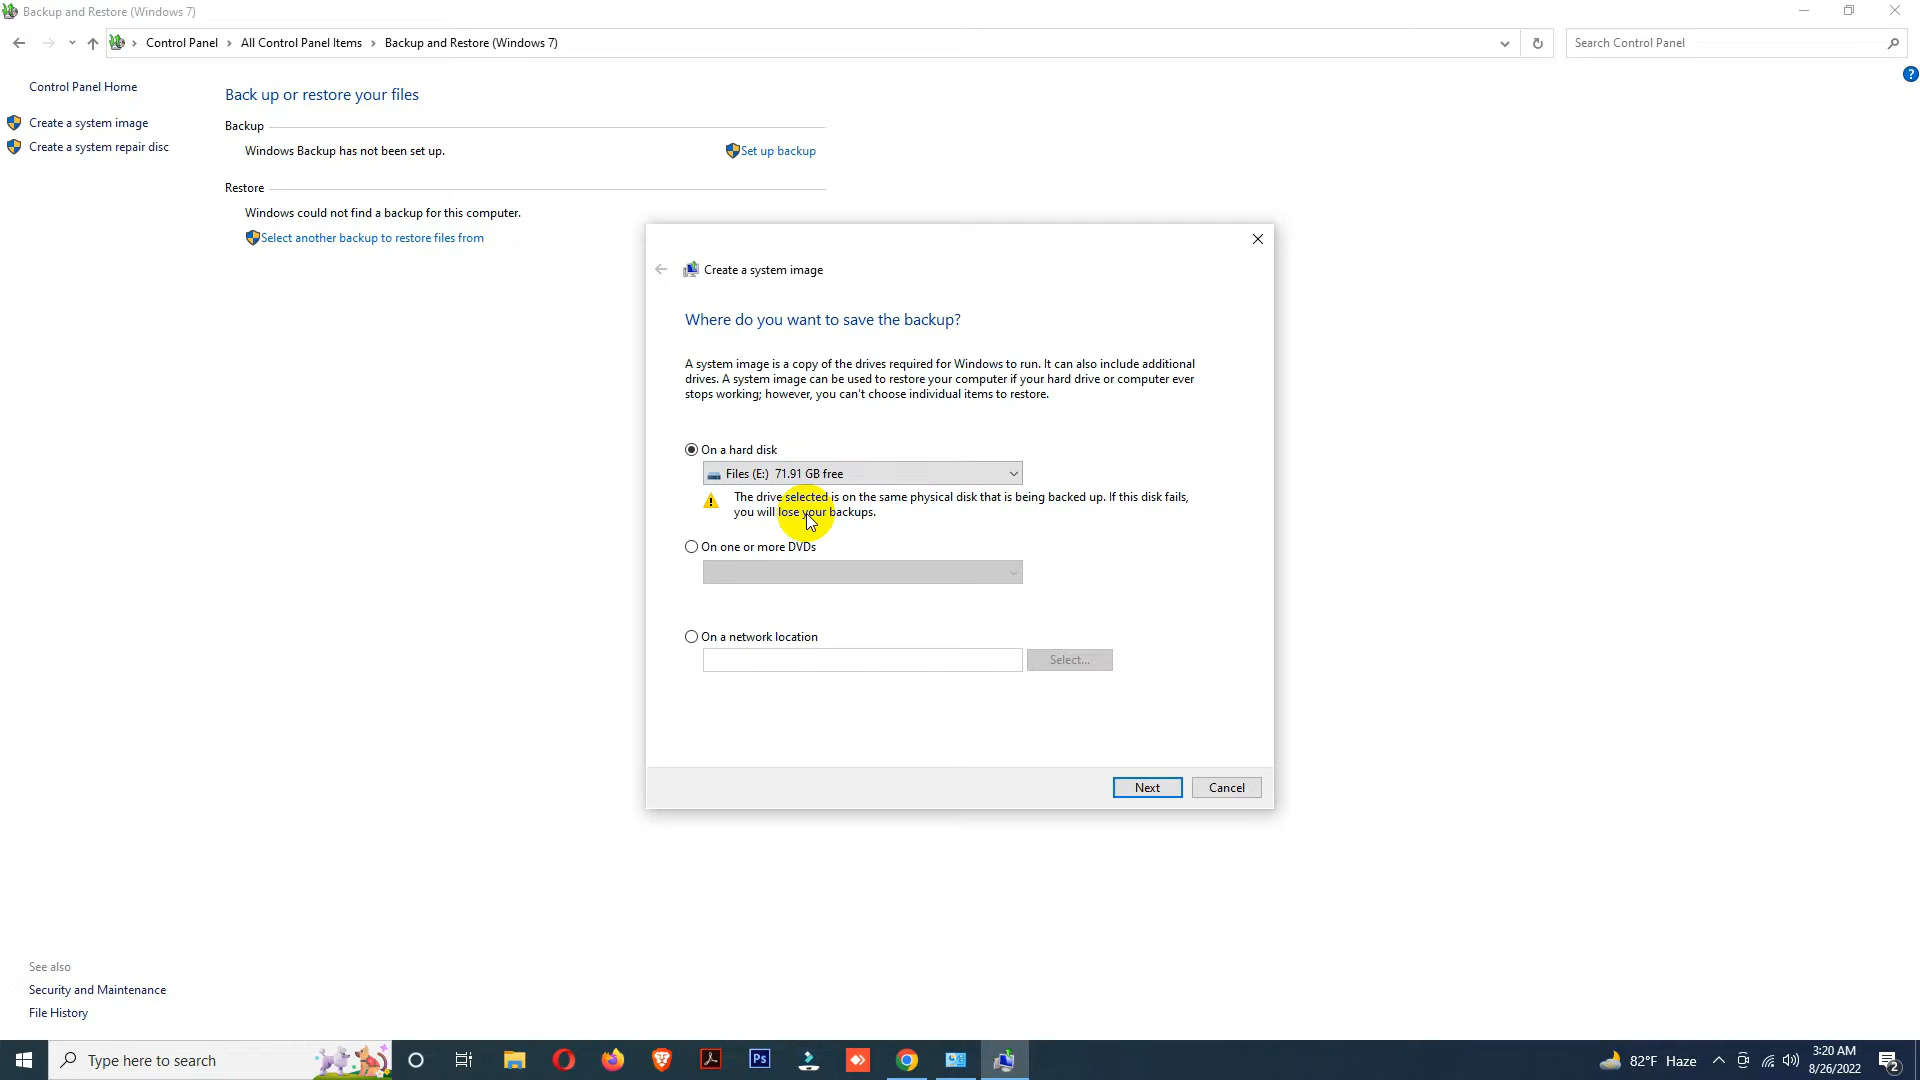 Backup and Restore (Windows 7)
Control Panel > All Control Panel Items > Backup and Restore (Windows 7)
Search Control Panel
Control Panel Home
Create a system image
Create a system repair disc
Back up or restore your files
Backup
Windows Backup has not been set up.
Set up backup
Restore
Windows could not find a backup for this computer.
Select another backup to restore files from
Create a system image
Where do you want to save the backup?
A system image is a copy of the drives required for Windows to run. It can also include additional
drives. A system image can be used to restore your computer if your hard drive or computer ever
stops working; however, you can't choose individual items to restore.
On a hard disk
Files (E:) 71.91 GB free
The drive selected is on the same physical disk that is being backed up. If this disk fails,
you will lose your backups.
On one or more DVDs
On a network location
Select...
Next
Cancel
See also
Security and Maintenance
File History
Type here to search
Ps
82°F Haze
3:20 AM
8/26/2022
2